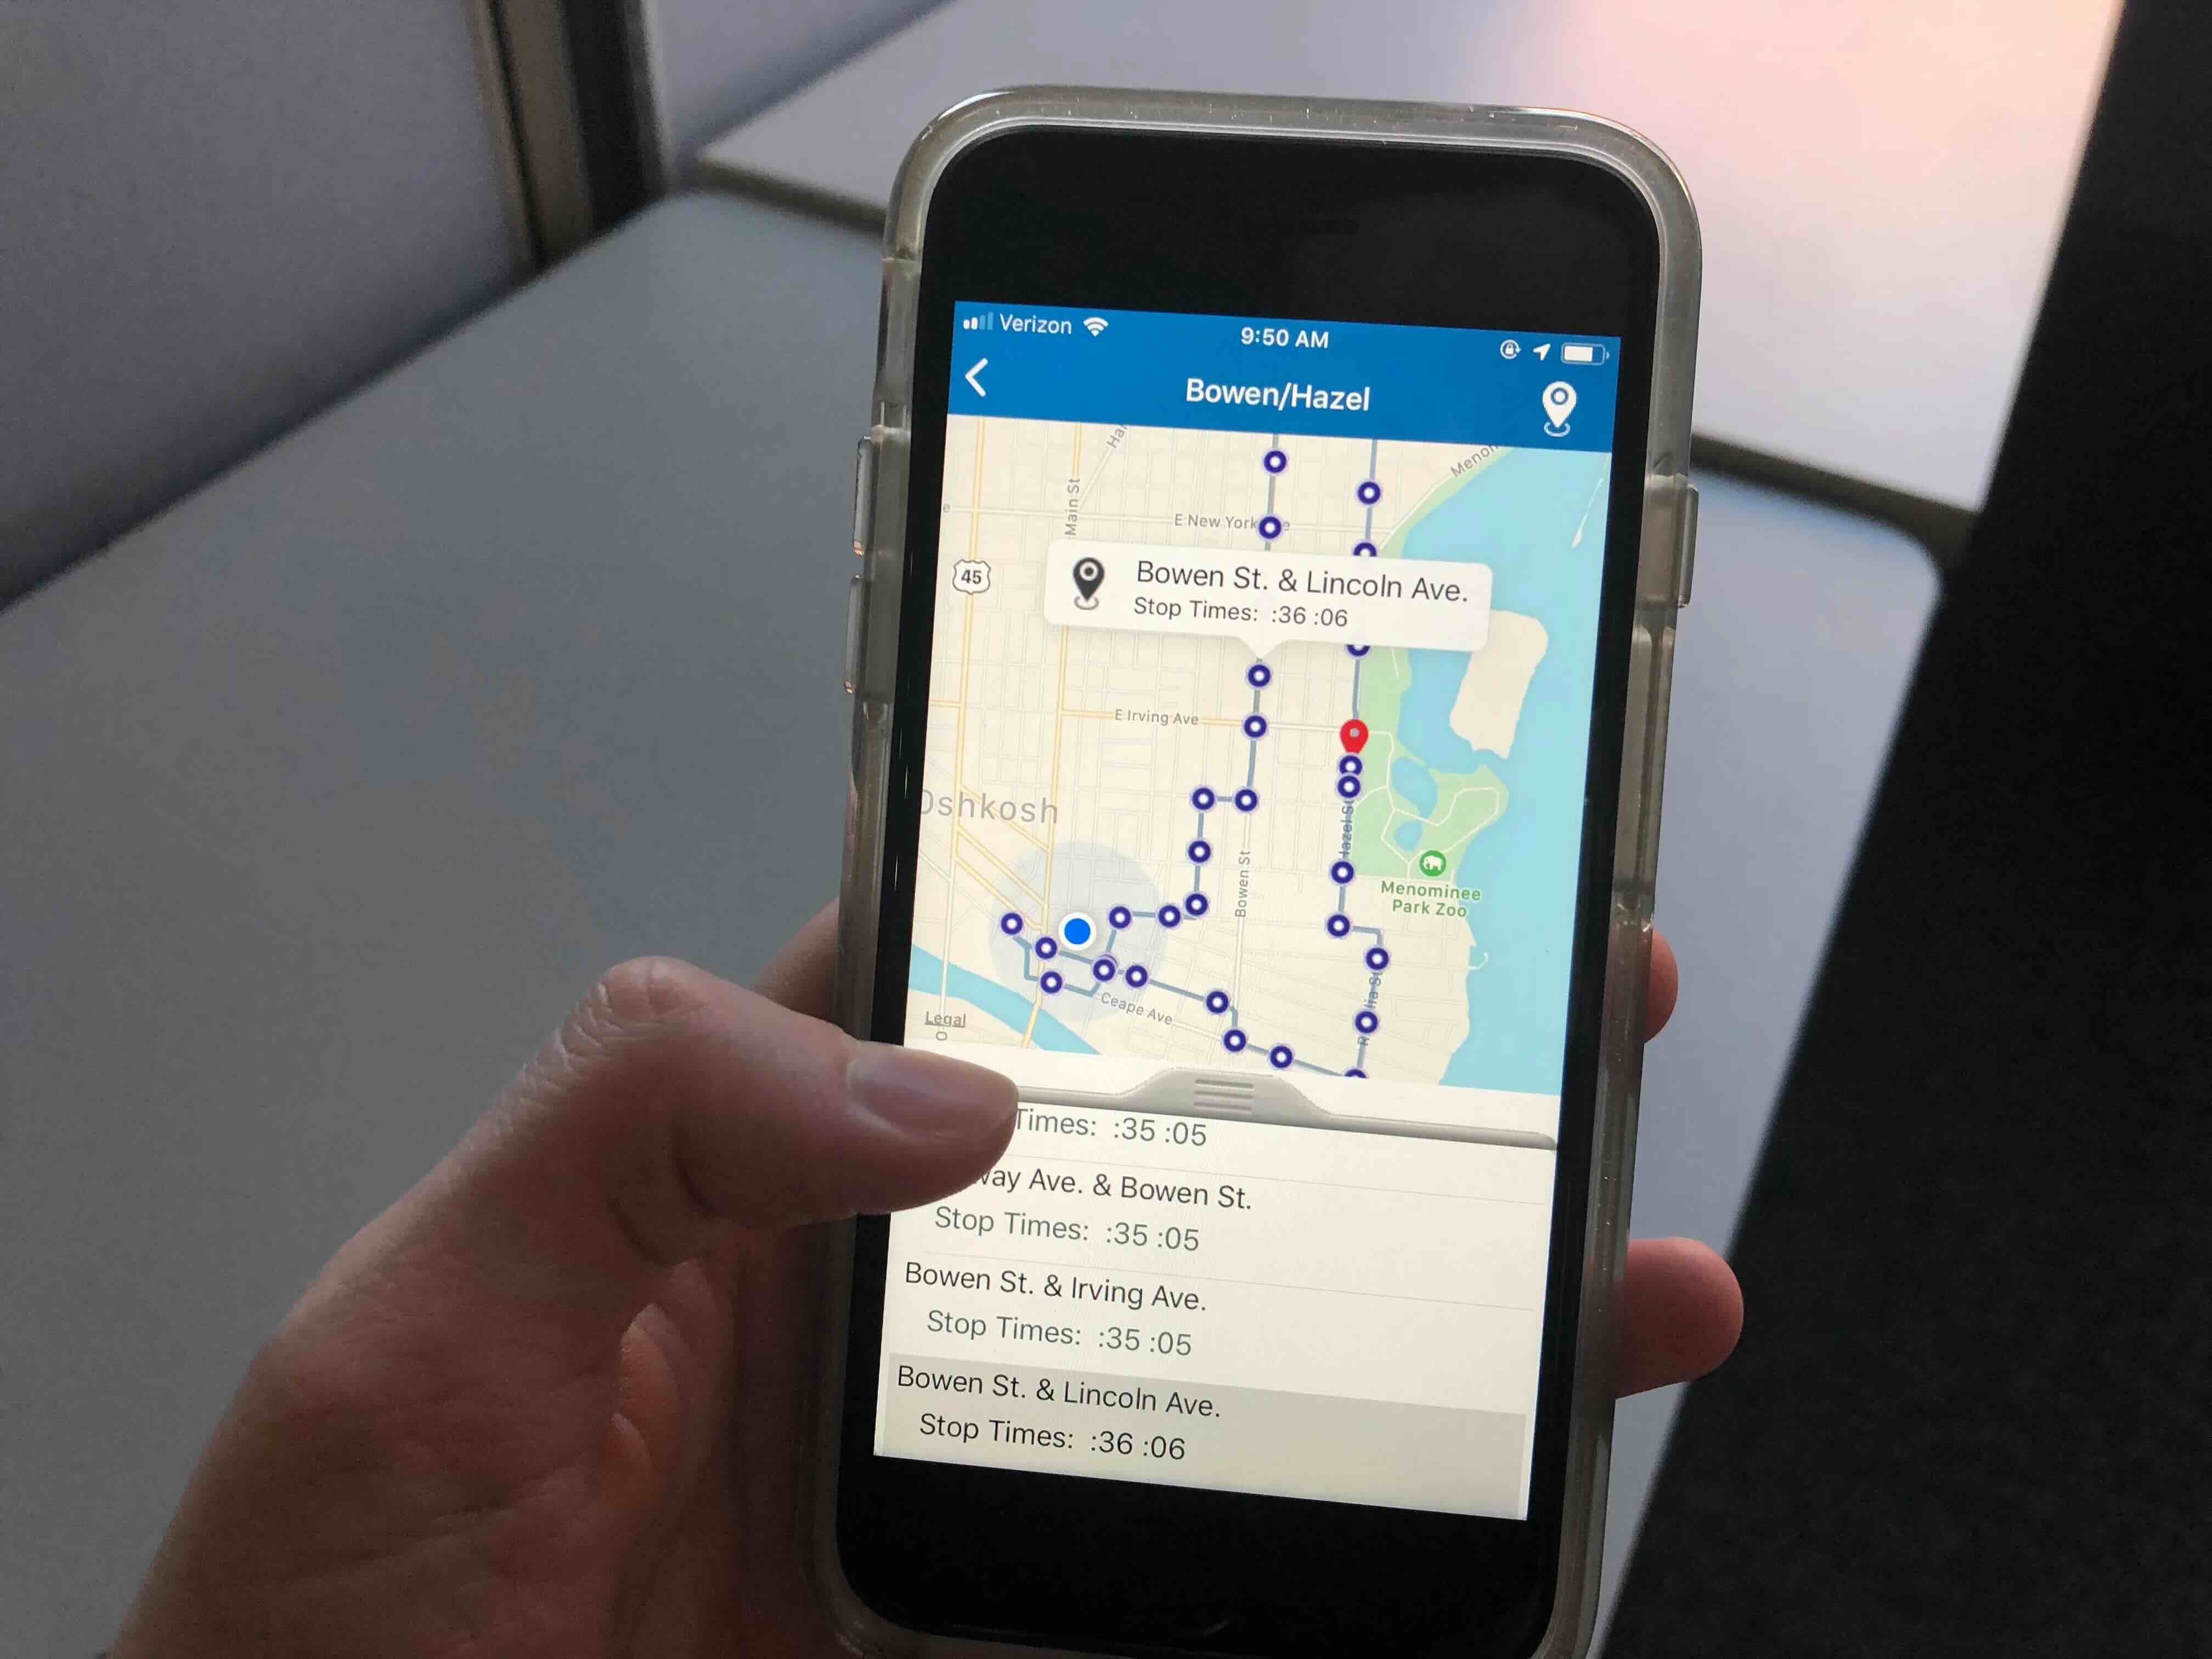 Verizon
9:50 AM
Bowen/Hazel
Main St
E New York
45
Bowen St. & Lincoln Ave.
Stop Times: :36 :06
E Irving Ave
Oshkosh
Hazel St
Bowen St
Menominee
Park Zoo
Ceape Ave
Legal
Times: :35 :05
Ave. & Bowen St.
Stop Times: :35 :05
Bowen St. & Irving Ave.
Stop Times: :35 :05
Bowen St. & Lincoln Ave.
Stop Times: :36 :06